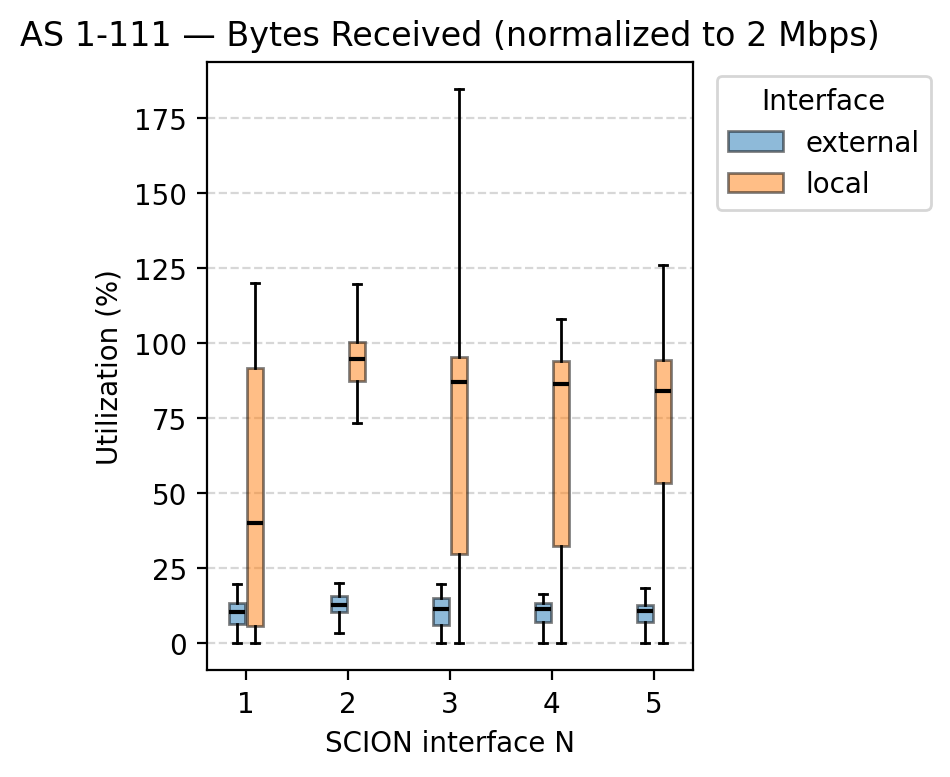 AS 1-111 — Bytes Received (normalized to 2 Mbps)
Interface
external
local
Utilization (%)
175
150
125
100
75
50
25
0
1 2 3 4 5
SCION interface N